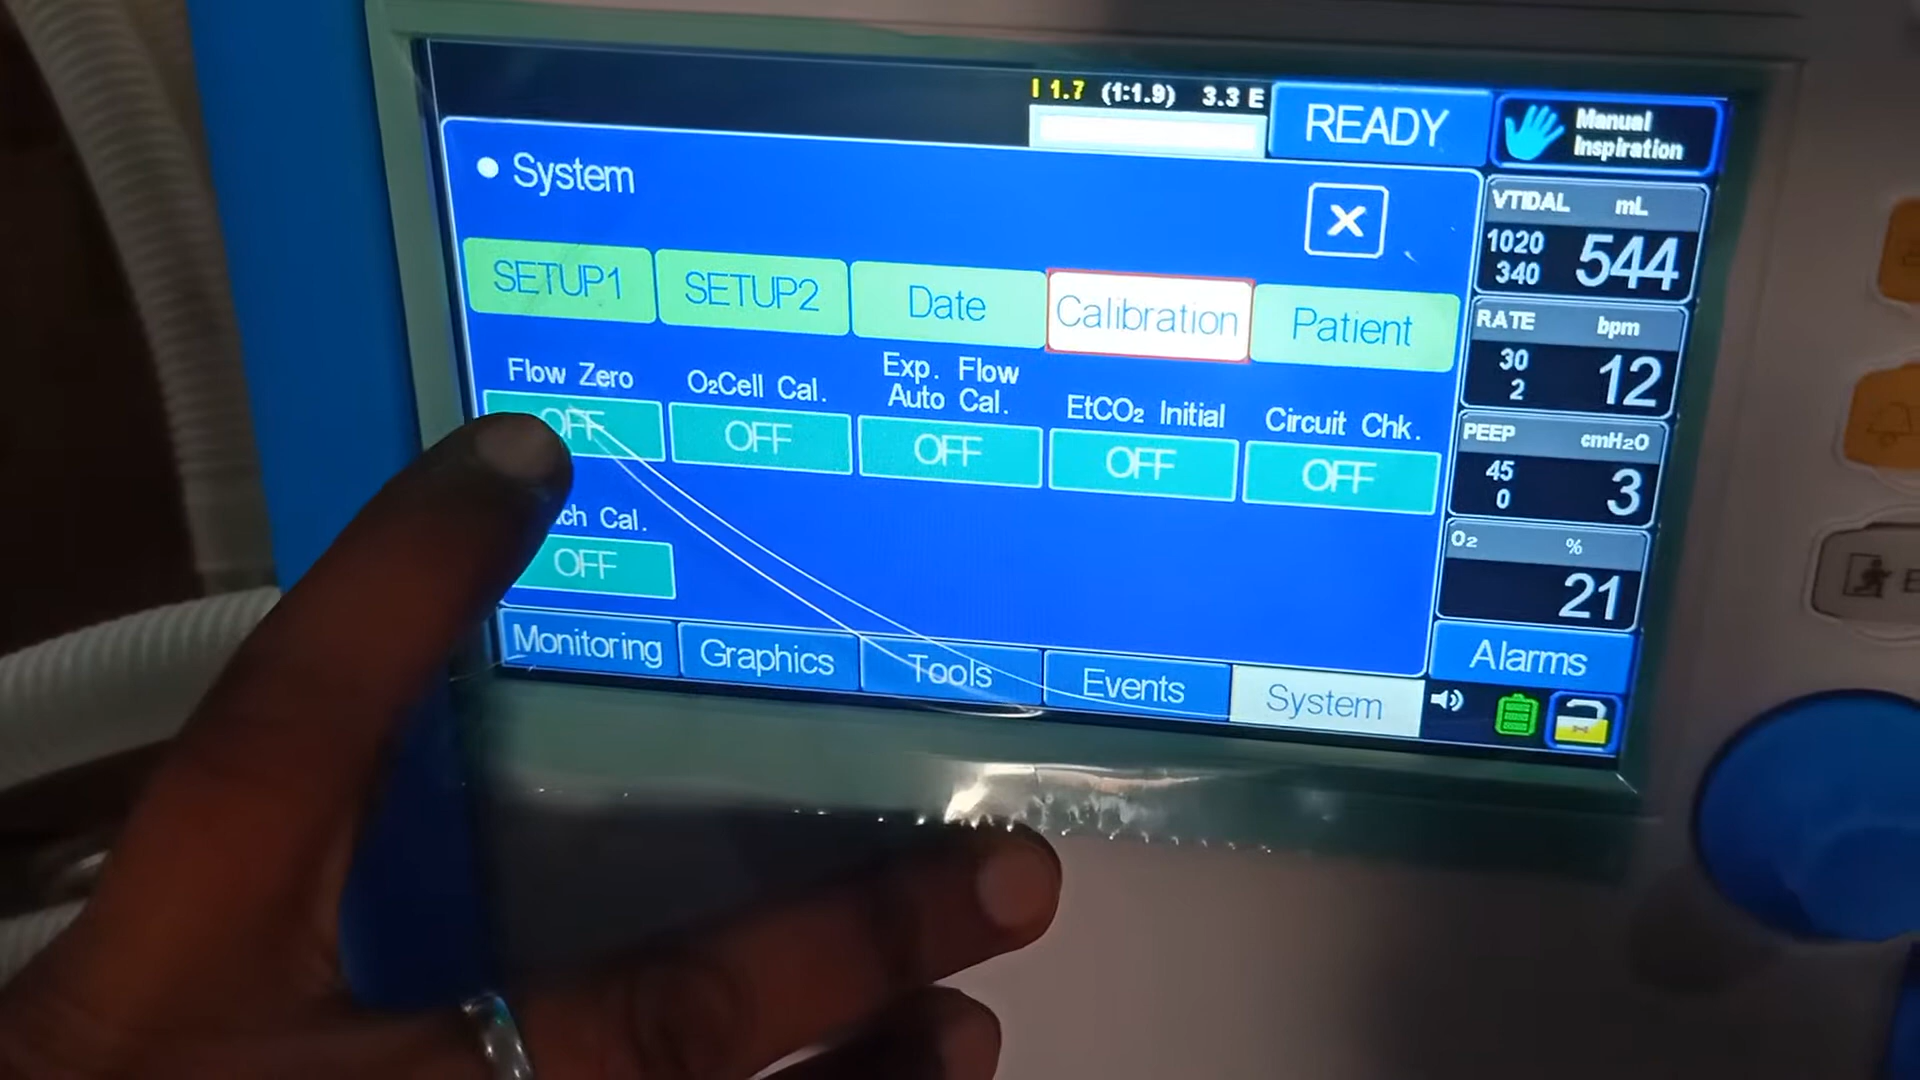 I 1.7 (1:1.9) 3.3 E
READY
Manual
Inspiration
System
X
SETUP1 SETUP2 Date Calibration Patient
Flow Zero
O₂Cell Cal.
Exp. Flow
Auto Cal.
EtCO₂ Initial
Circuit Chk.
OFF OFF OFF OFF OFF
Cal.
OFF
Monitoring Graphics Tools Events System
VTIDAL mL
1020
340
544
RATE bpm
30
2
12
PEEP cmH₂O
45
0
3
O₂ %
21
Alarms